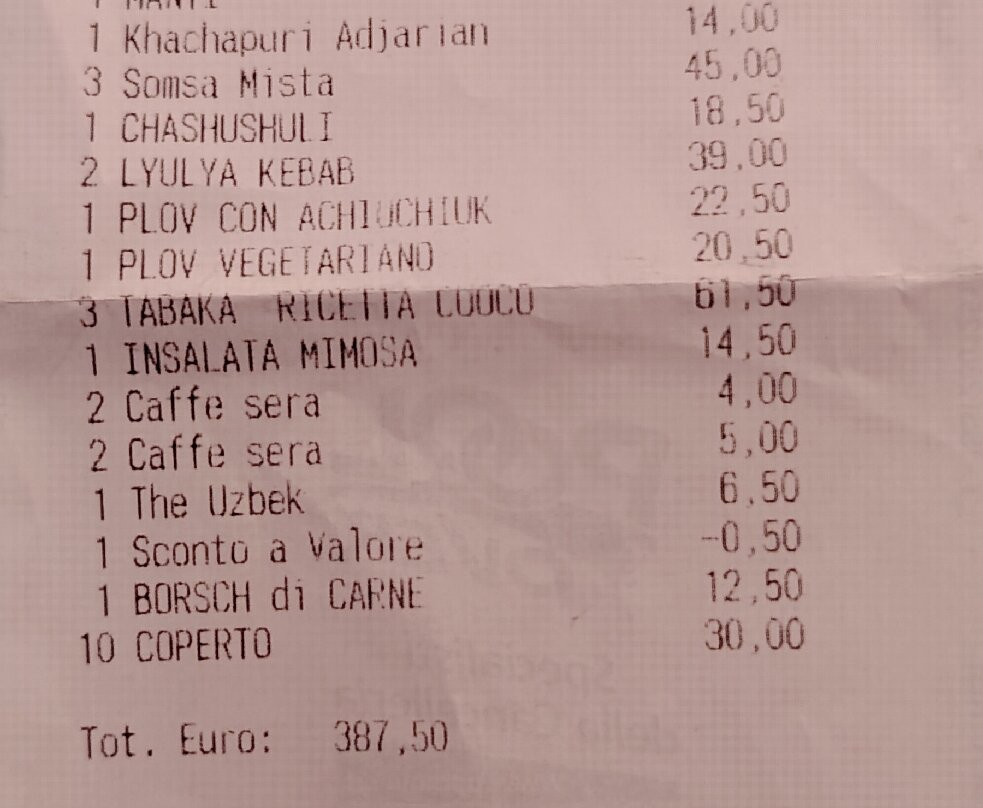 MANTI
1 Khachapuri Adjarian 14,00
3 Somsa Mista 45,00
1 CHASHUSHULI 18,50
2 LYULYA KEBAB 39,00
1 PLOV CON ACHIUCHIUK 22,50
1 PLOV VEGETARIANO 20,50
3 TABAKA RICETTA CUOCO 61,50
1 INSALATA MIMOSA 14,50
2 Caffe sera 4,00
2 Caffe sera 5,00
1 The Uzbek 6,50
1 Sconto a Valore -0,50
1 BORSCH di CARNE 12,50
10 COPERTO 30,00
Tot. Euro: 387,50